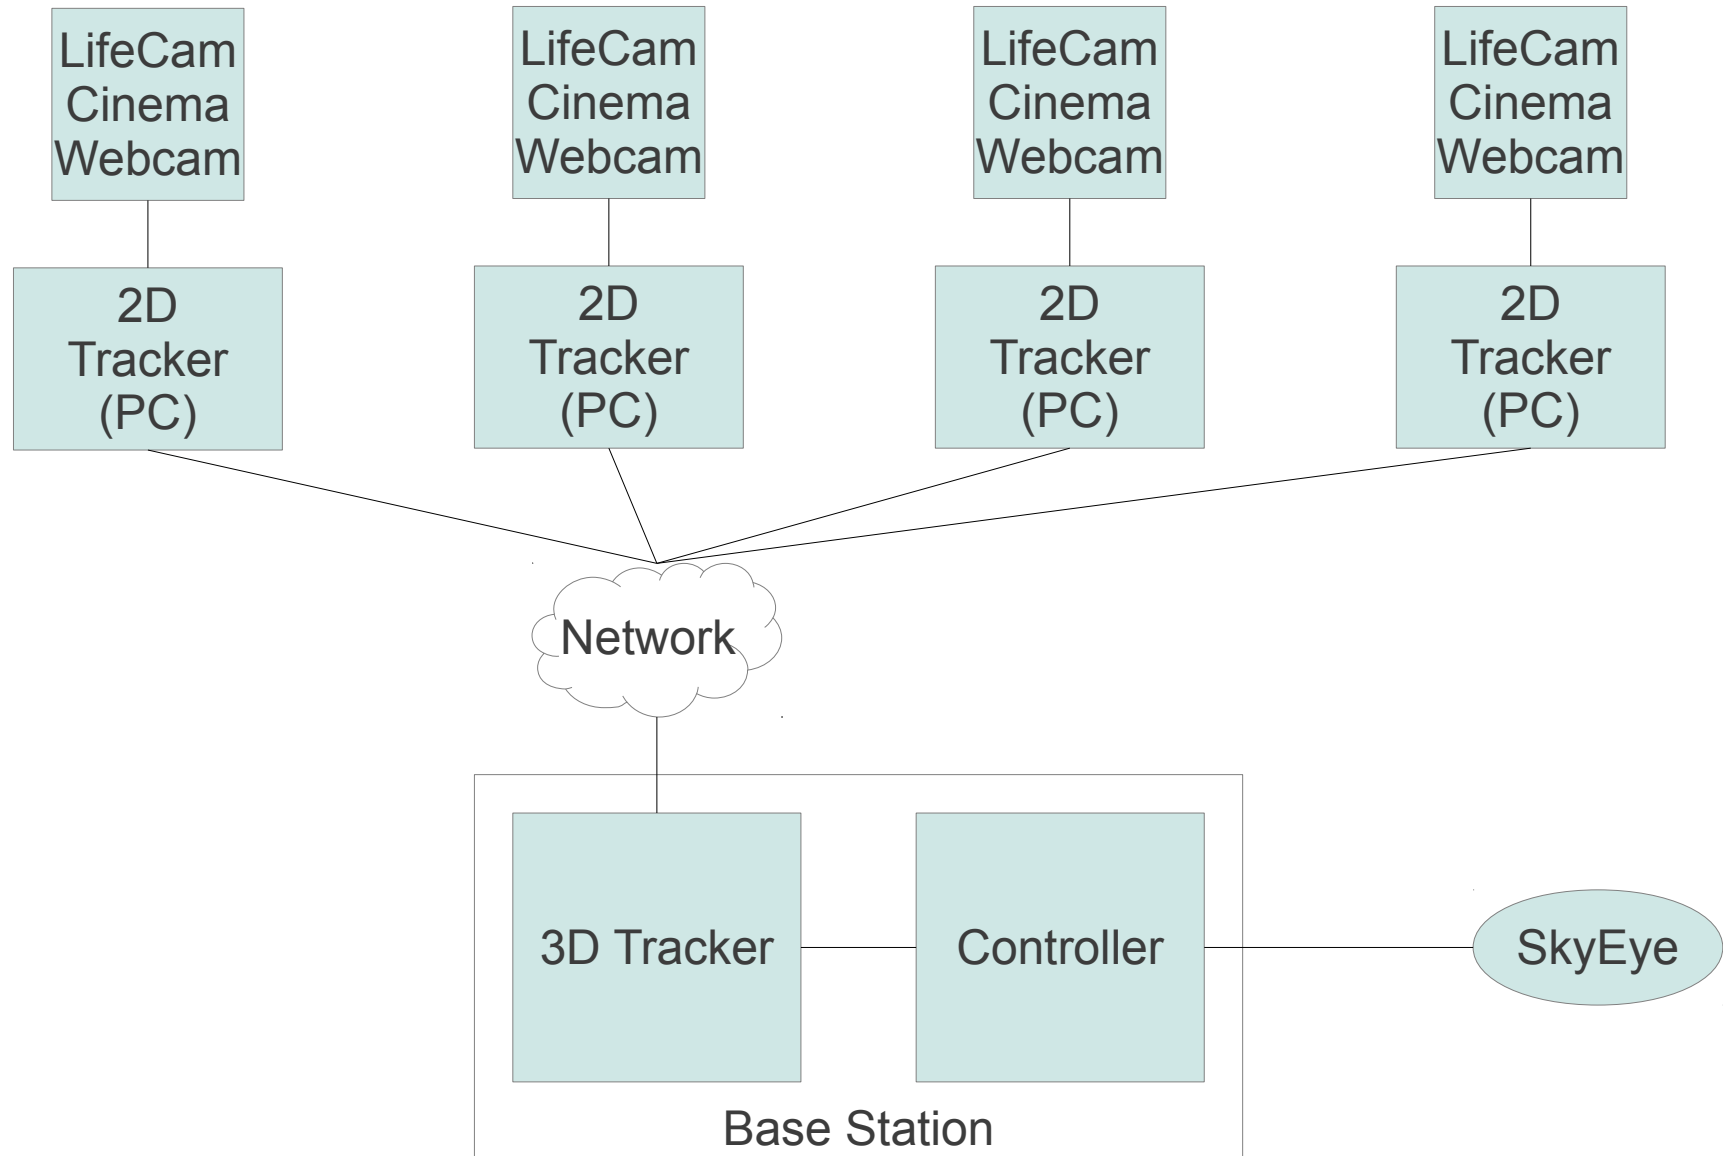 LifeCam
Cinema
Webcam
LifeCam
Cinema
Webcam
LifeCam
Cinema
Webcam
LifeCam
Cinema
Webcam
2D
Tracker
(PC)
2D
Tracker
(PC)
2D
Tracker
(PC)
2D
Tracker
(PC)
Network
3D Tracker
Controller
SkyEye
Base Station